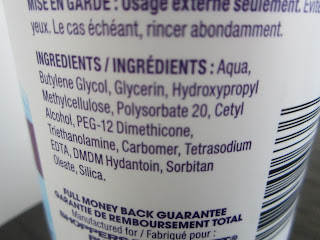 MISE EN GARDE : Usage externe seulement. Évite
yeux. Le cas échéant, rincer abondamment.
INGREDIENTS / INGRÉDIENTS : Aqua,
Butylene Glycol, Glycerin, Hydroxypropyl
Methylcellulose, Polysorbate 20, Cetyl
Alcohol, PEG-12 Dimethicone,
Triethanolamine, Carbomer, Tetrasodium
EDTA, DMDM Hydantoin, Sorbitan
Oleate, Silica.
FULL MONEY BACK GUARANTEE
GARANTIE DE REMBOURSEMENT TOTAL
Manufactured for / Fabriqué pour :
SHOPPERS